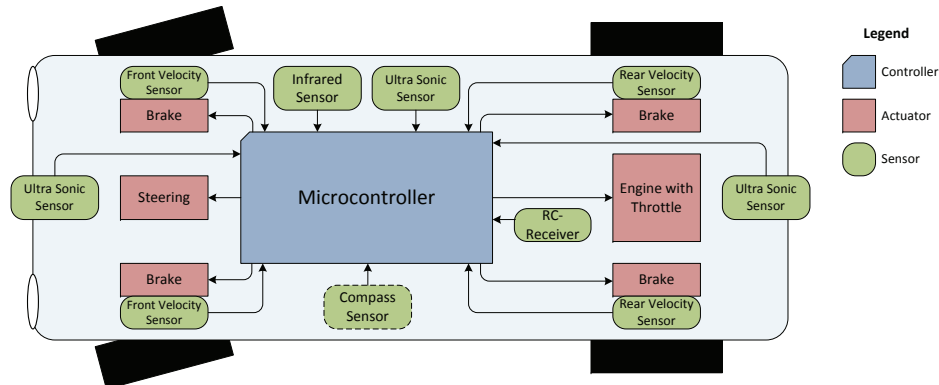 Legend
Controller
Actuator
Sensor
Front Velocity
Sensor
Brake
Infrared
Sensor
Ultra Sonic
Sensor
Rear Velocity
Sensor
Brake
Ultra Sonic
Sensor
Steering
Microcontroller
Engine with
Throttle
RC-
Receiver
Ultra Sonic
Sensor
Brake
Front Velocity
Sensor
Compass
Sensor
Brake
Rear Velocity
Sensor